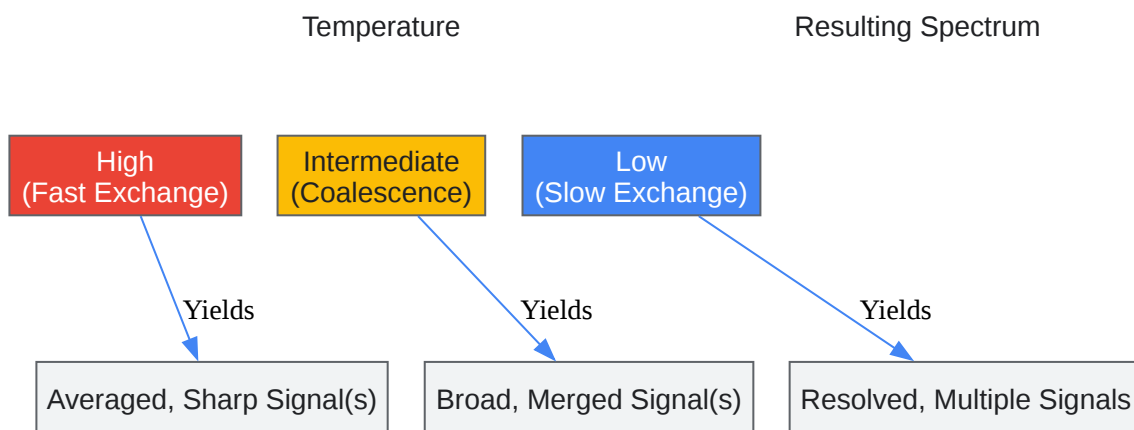 Temperature
Resulting Spectrum
High
(Fast Exchange)
Intermediate
(Coalescence)
Low
(Slow Exchange)
Yields
Yields
Yields
Averaged, Sharp Signal(s)
Broad, Merged Signal(s)
Resolved, Multiple Signals